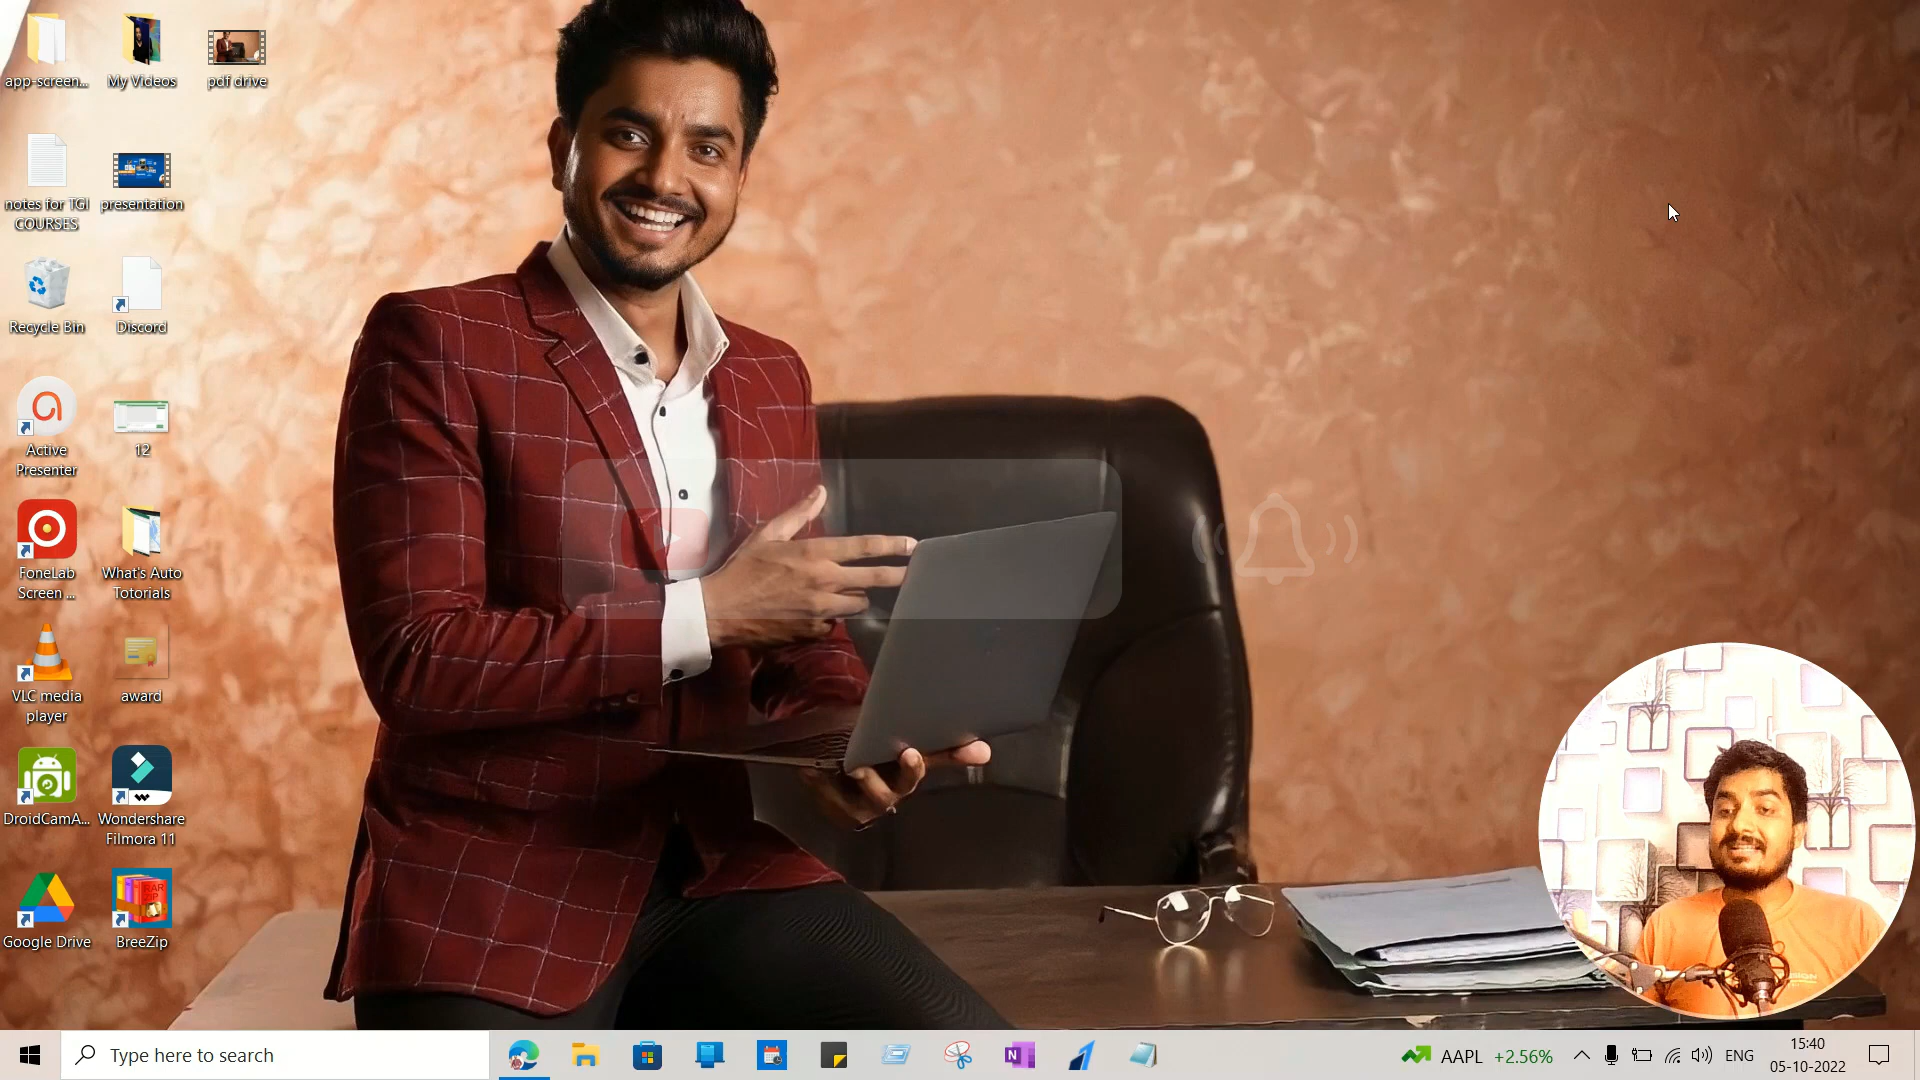 app-screen...
My Videos
pdf drive
notes for TGI
COURSES
presentation
Recycle Bin
Discord
Active
Presenter
12
FoneLab
Screen ...
What's Auto
Totorials
VLC media
player
award
DroidCamA...
Wondershare
Filmora 11
Google Drive
BreeZip
RAR
ZIP
Type here to search
N
AAPL +2.56%
ENG
15:40
05-10-2022